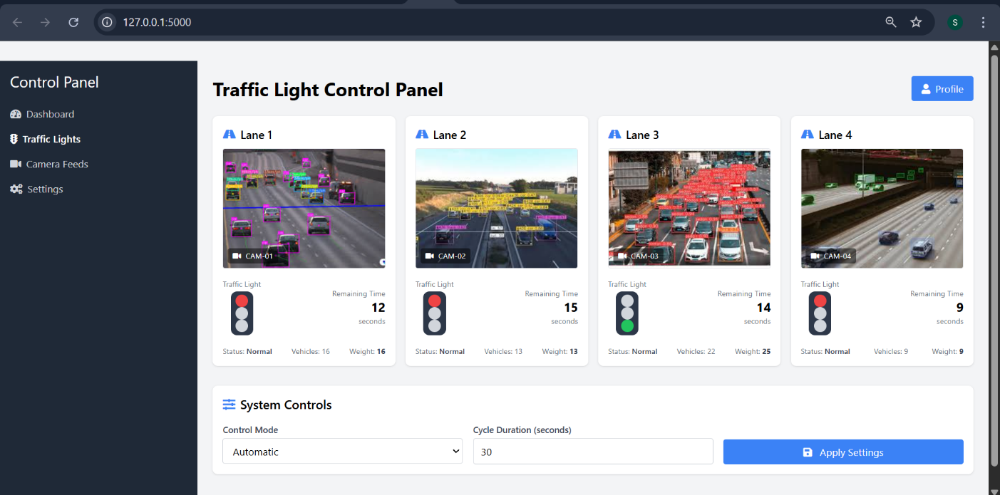 127.0.0.1:5000
S
Control Panel
Dashboard
Traffic Lights
Camera Feeds
Settings
Traffic Light Control Panel
Profile
Lane 1
CAM-01
Traffic Light
Remaining Time
12
seconds
Status: Normal Vehicles: 16 Weight: 16
Lane 2
CAM-02
Traffic Light
Remaining Time
15
seconds
Status: Normal Vehicles: 13 Weight: 13
Lane 3
CAM-03
Traffic Light
Remaining Time
14
seconds
Status: Normal Vehicles: 22 Weight: 25
Lane 4
CAM-04
Traffic Light
Remaining Time
9
seconds
Status: Normal Vehicles: 9 Weight: 9
System Controls
Control Mode
Automatic
Cycle Duration (seconds)
30
Apply Settings